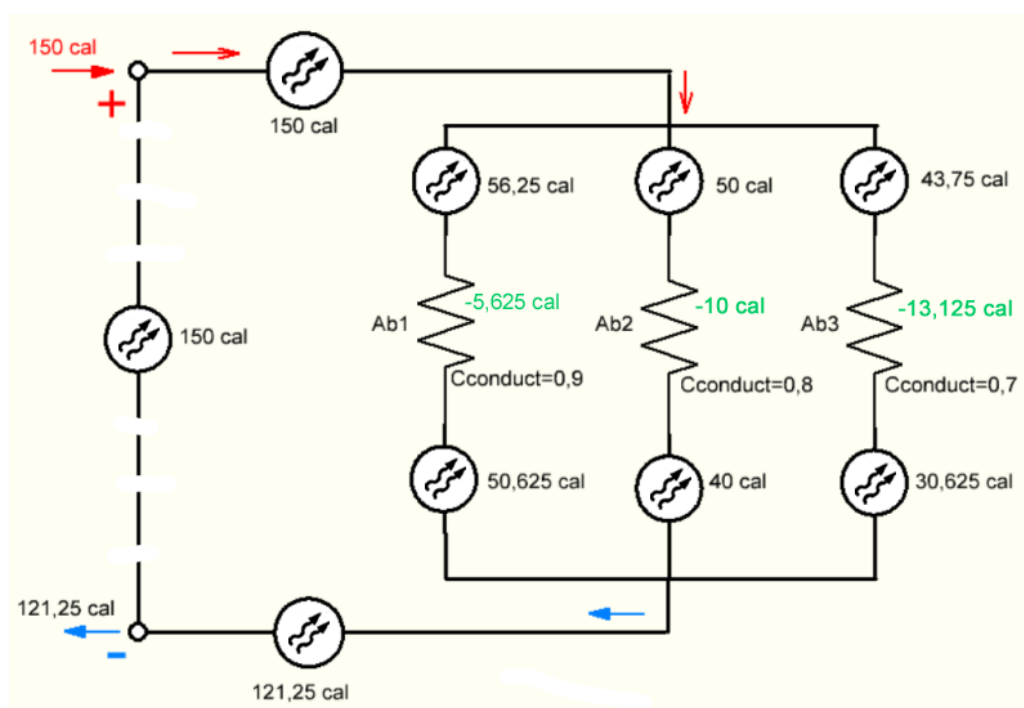 150 cal
+
150 cal
56,25 cal
50 cal
43,75 cal
-5,625 cal
-10 cal
-13,125 cal
Ab1
Ab2
Ab3
150 cal
Cconduct=0,9
Cconduct=0,8
Cconduct=0,7
50,625 cal
40 cal
30,625 cal
121,25 cal
-
121,25 cal